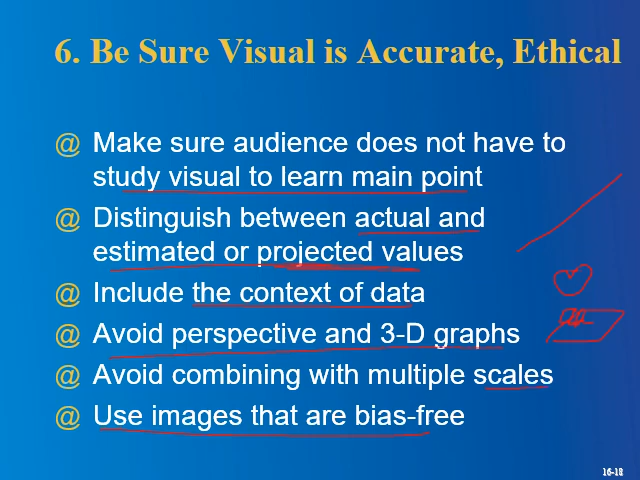 6. Be Sure Visual is Accurate, Ethical
@ Make sure audience does not have to
study visual to learn main point
@ Distinguish between actual and
estimated or projected values
@ Include the context of data
@ Avoid perspective and 3-D graphs
@ Avoid combining with multiple scales
@ Use images that are bias-free
16-18